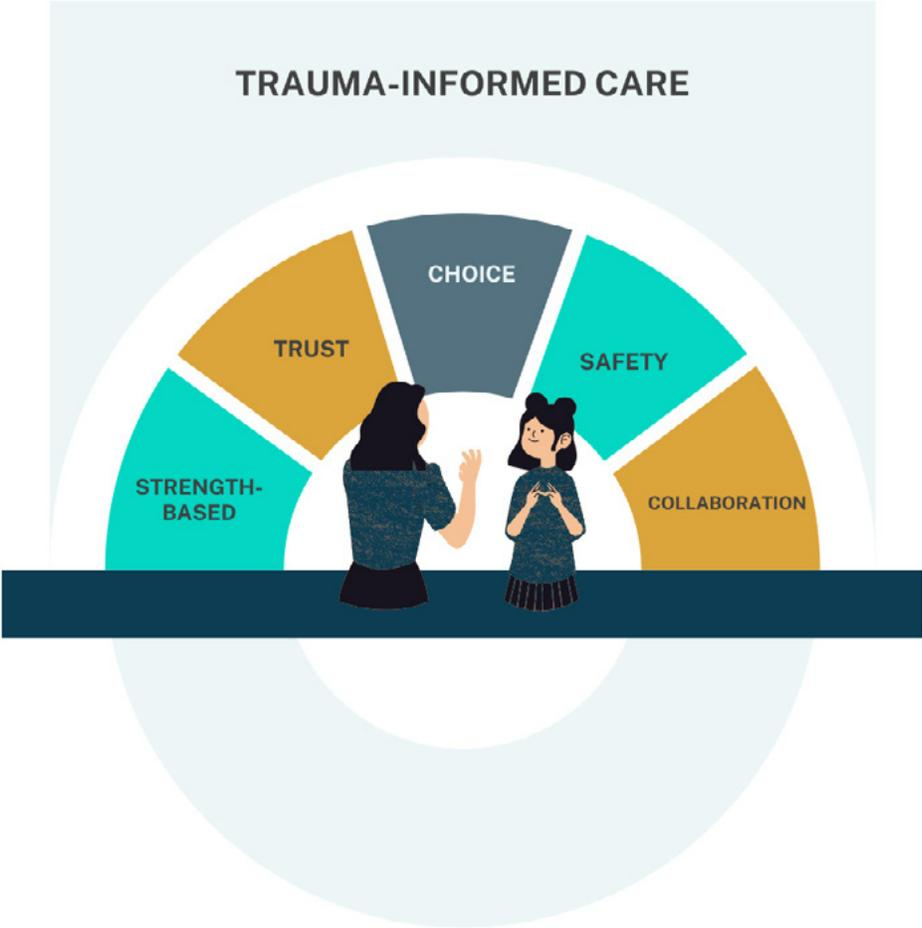 TRAUMA-INFORMED CARE
CHOICE
TRUST
SAFETY
STRENGTH-
BASED
COLLABORATION